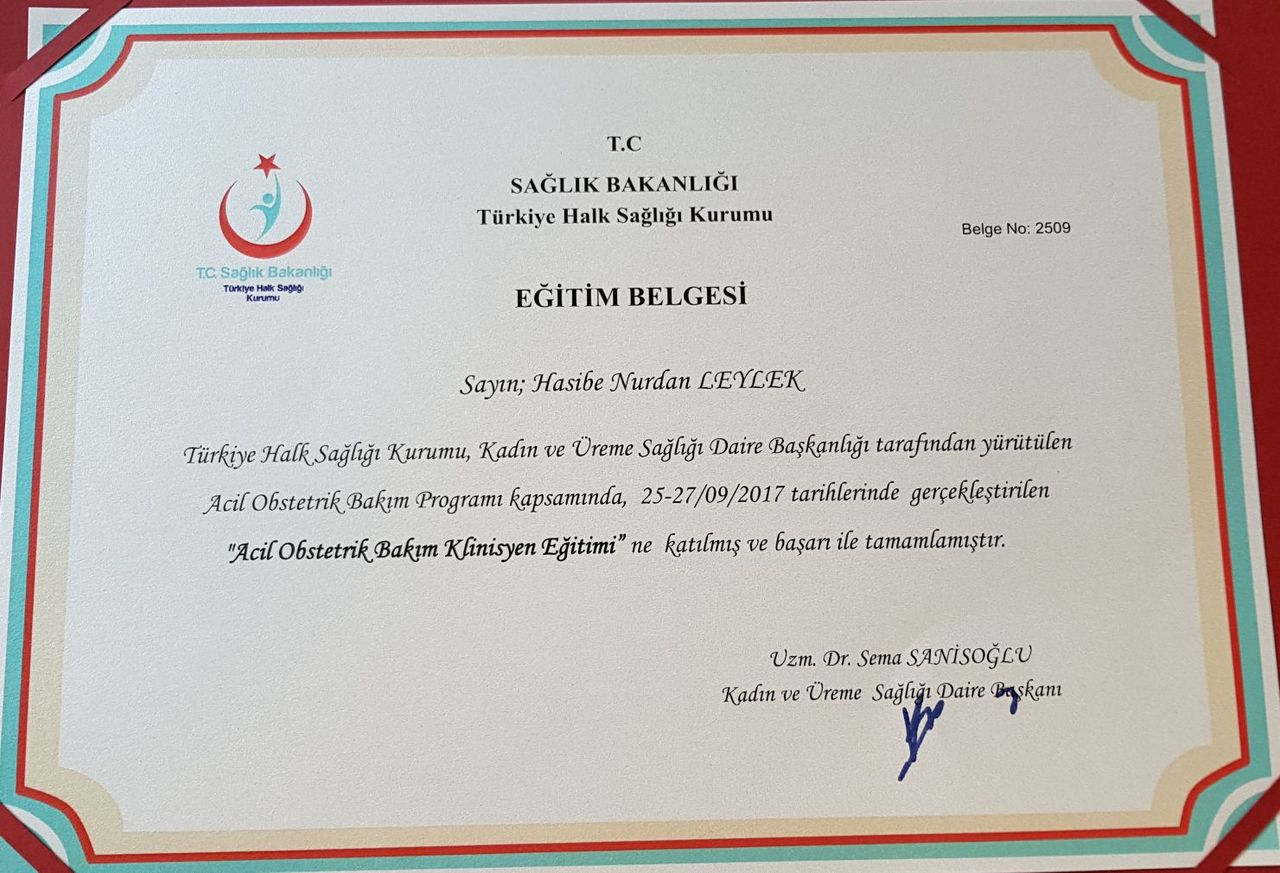 T.C
SAĞLIK BAKANLIĞI
Türkiye Halk Sağlığı Kurumu
Belge No: 2509
T.C. Sağlık Bakanlığı
Türkiye Halk Sağlığı
Kurumu
EĞİTİM BELGESİ
Sayın; Hasibe Nurdan LEYLEK
Türkiye Halk Sağlığı Kurumu, Kadın ve Üreme Sağlığı Daire Başkanlığı tarafından yürütülen
Acil Obstetrik Bakım Programı kapsamında, 25-27/09/2017 tarihlerinde gerçekleştirilen
"Acil Obstetrik Bakım Klinisyen Eğitimi” ne katılmış ve başarı ile tamamlamıştır.
Uzm. Dr. Sema SANİSOĞLU
Kadın ve Üreme Sağlığı Daire Başkanı